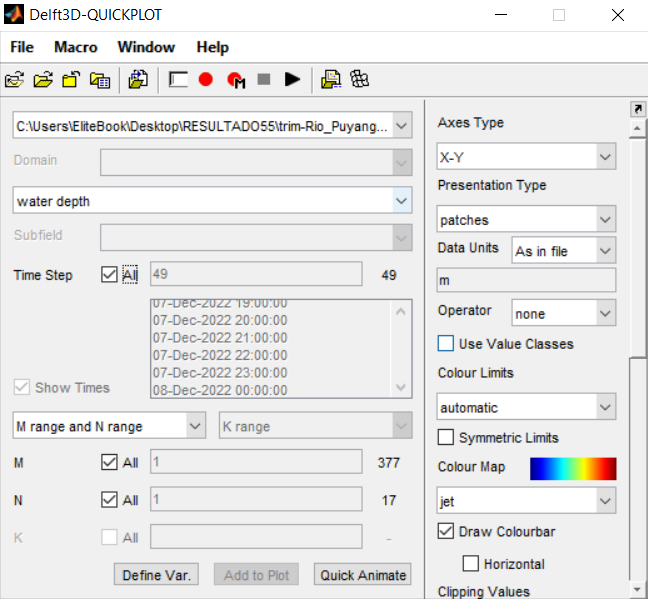 Delft3D-QUICKPLOT
File Macro Window Help
M
C:\Users\EliteBook\Desktop\RESULTADO55\trim-Rio_Puyang...
Domain
water depth
Subfield
Time Step All 49 49
07-Dec-2022 19:00:00
07-Dec-2022 20:00:00
07-Dec-2022 21:00:00
07-Dec-2022 22:00:00
07-Dec-2022 23:00:00
08-Dec-2022 00:00:00
Show Times
M range and N range K range
M All 1 377
N All 1 17
K All -
Define Var. Add to Plot Quick Animate
Axes Type
X-Y
Presentation Type
patches
Data Units As in file
m
Operator none
Use Value Classes
Colour Limits
automatic
Symmetric Limits
Colour Map
jet
Draw Colourbar
Horizontal
Clipping Values